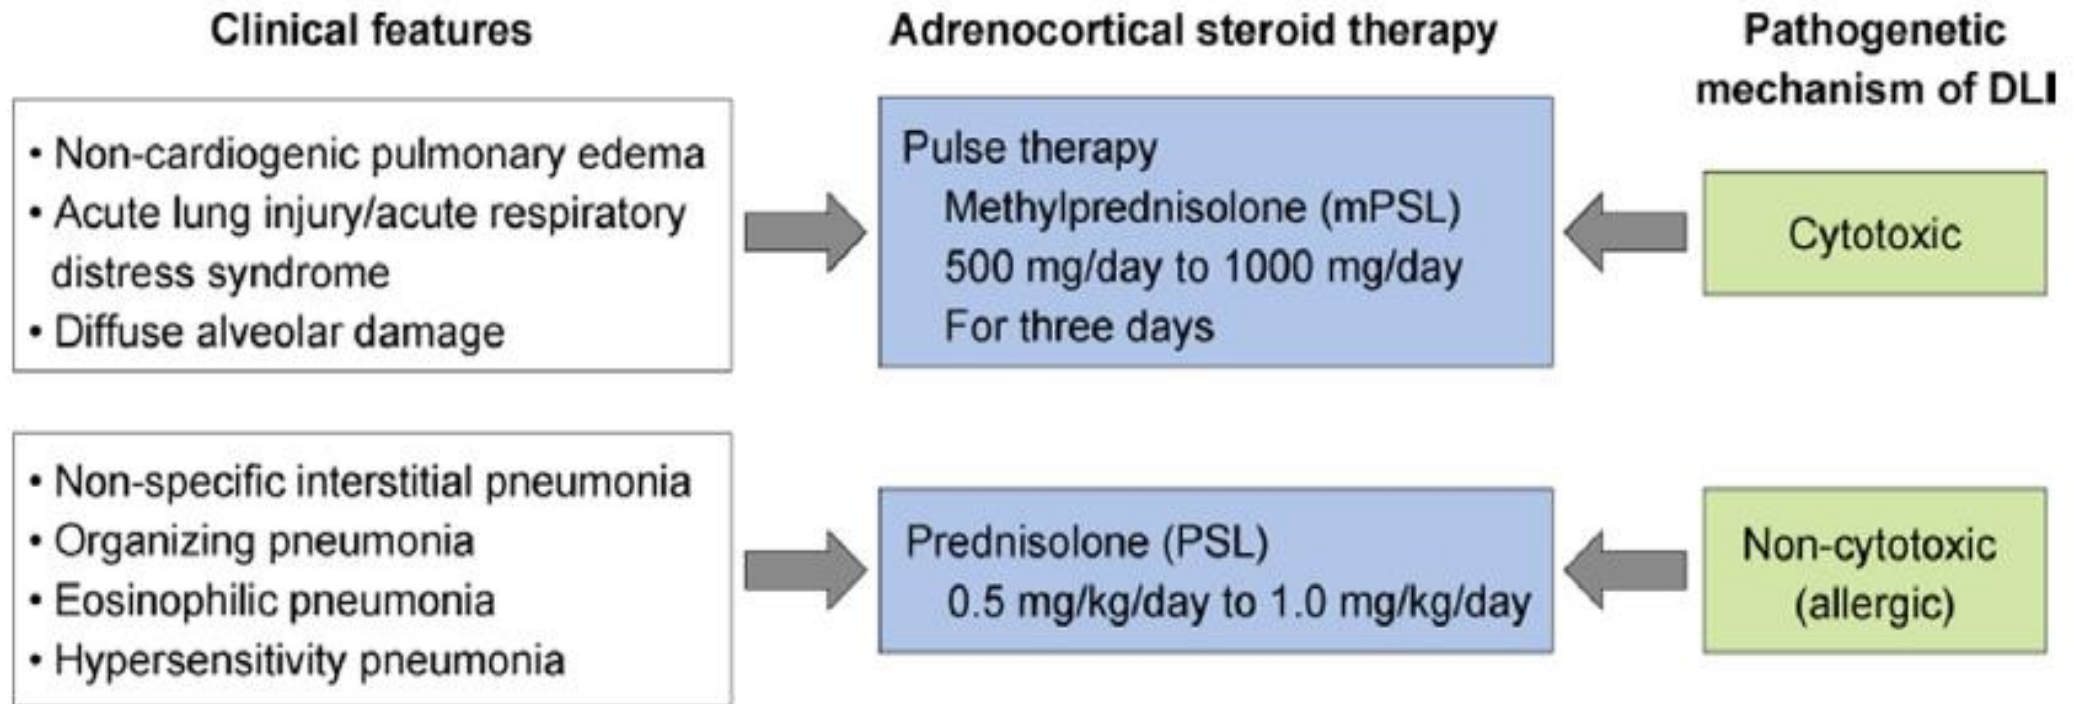 Clinical features
Adrenocortical steroid therapy
Pathogenetic
mechanism of DLI
• Non-cardiogenic pulmonary edema
• Acute lung injury/acute respiratory
distress syndrome
• Diffuse alveolar damage
Pulse therapy
Methylprednisolone (mPSL)
500 mg/day to 1000 mg/day
For three days
Cytotoxic
• Non-specific interstitial pneumonia
• Organizing pneumonia
• Eosinophilic pneumonia
• Hypersensitivity pneumonia
Prednisolone (PSL)
0.5 mg/kg/day to 1.0 mg/kg/day
Non-cytotoxic
(allergic)